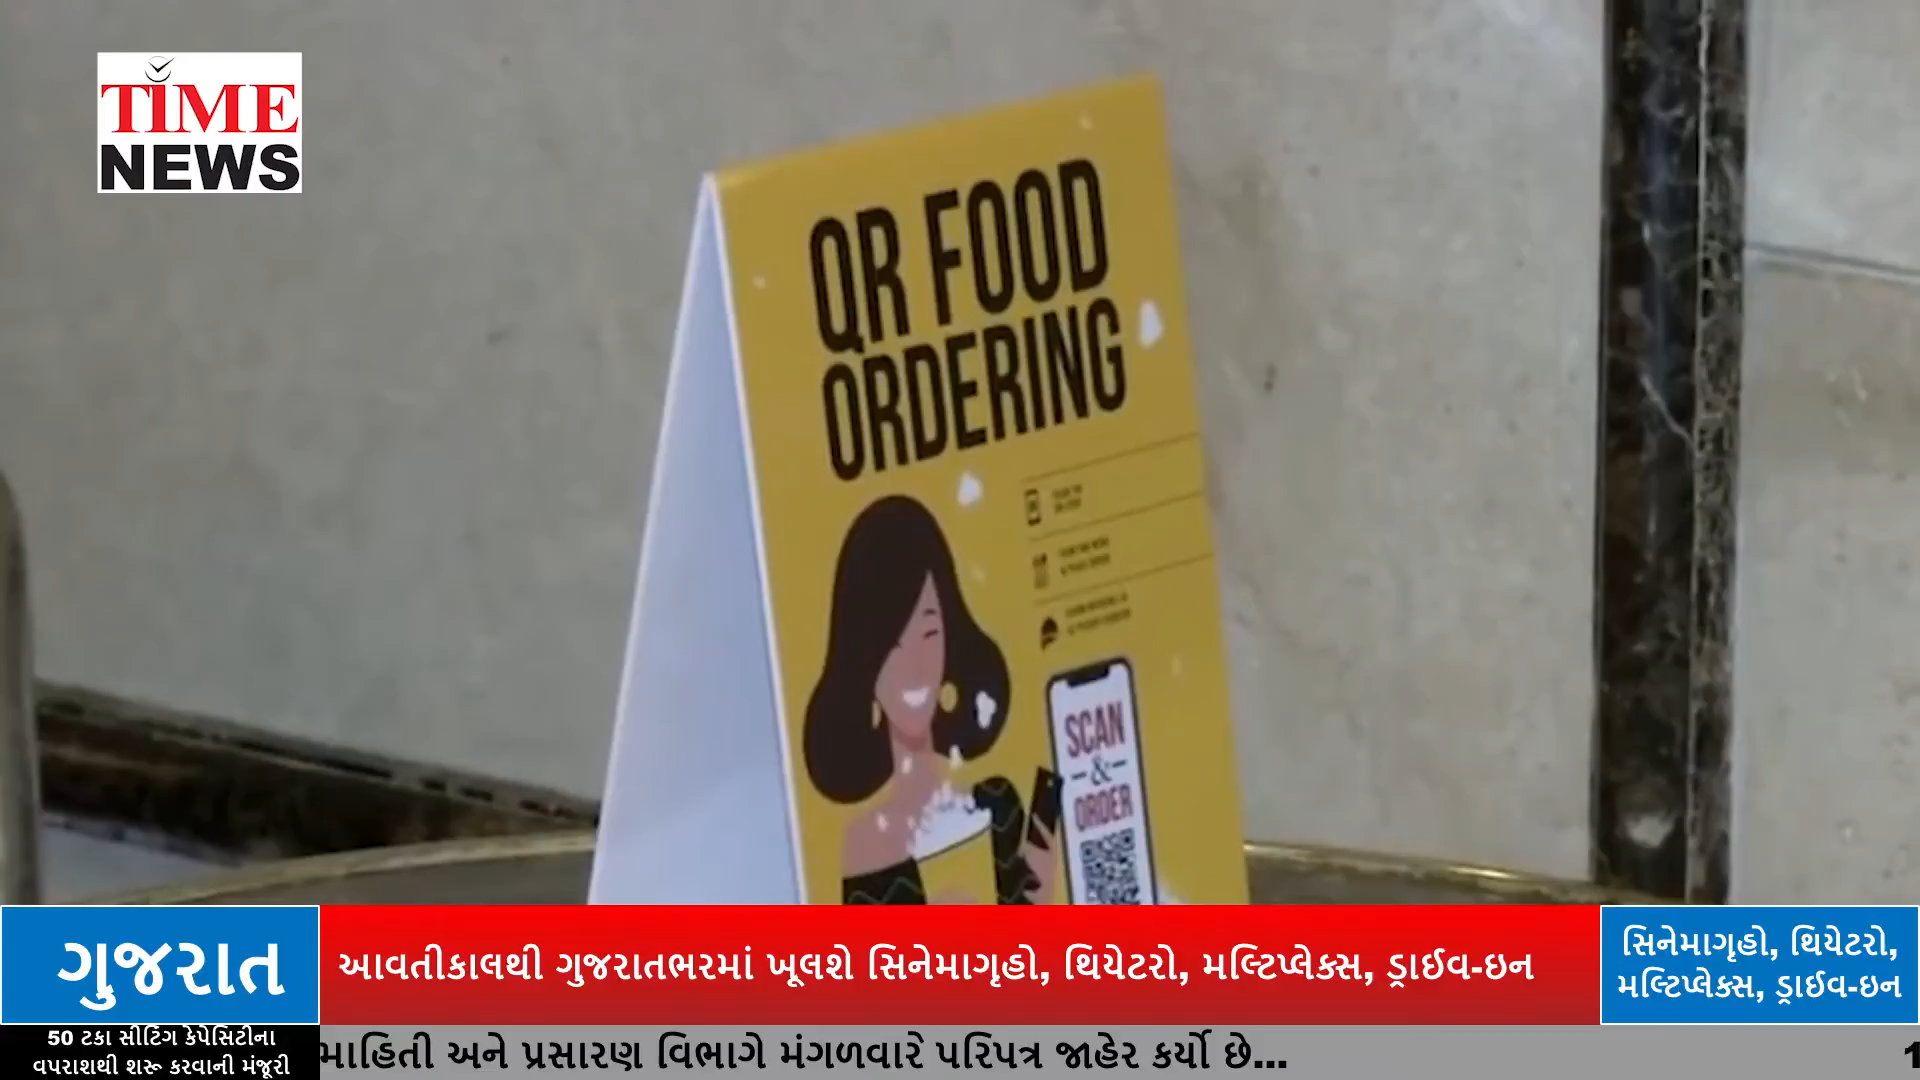 TIME
NEWS
QR FOOD
ORDERING
SCAN
&
ORDER
ગુજરાત
આવતીકાલથી ગુજરાતભરમાં ખૂલશે સિનેમાગૃહો, થિયેટરો, મલ્ટિપ્લેક્સ, ડ્રાઈવ-ઇન
સિનેમાગૃહો, થિયેટરો,
મલ્ટિપ્લેક્સ, ડ્રાઈવ-ઇન
50 ટકા સીટિંગ કેપેસિટીના
વપરાશથી શરૂ કરવાની મંજૂરી
માહિતી અને પ્રસારણ વિભાગે મંગળવારે પરિપત્ર જાહેર કર્યો છે...
1